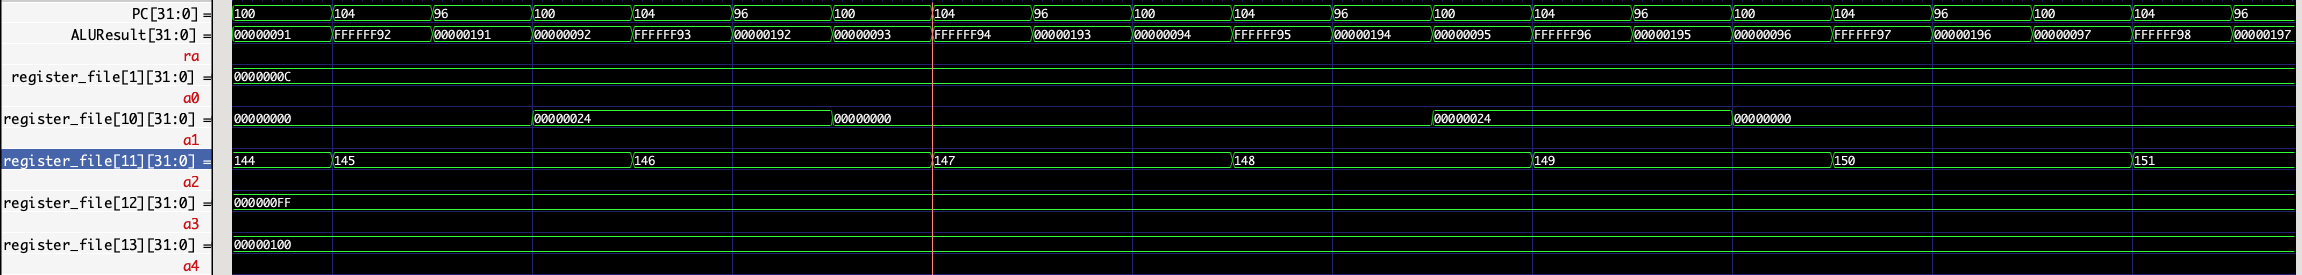 PC[31:0] = 100 104 96 100 104 96 100 104 96 100 104 96 100 104 96 100 104 96 100 104 96
ALUResult[31:0] = 00000091 FFFFFF92 00000191 00000092 FFFFFF93 00000192 00000093 FFFFFF94 00000193 00000094 FFFFFF95 00000194 00000095 FFFFFF96 00000195 00000096 FFFFFF97 00000196 00000097 FFFFFF98 00000197
ra
register_file[1][31:0] = 0000000C
a0
register_file[10][31:0] = 00000000 00000024 00000000 00000024 00000000
a1
register_file[11][31:0] = 144 145 146 147 148 149 150 151
a2
register_file[12][31:0] = 000000FF
a3
register_file[13][31:0] = 00000100
a4